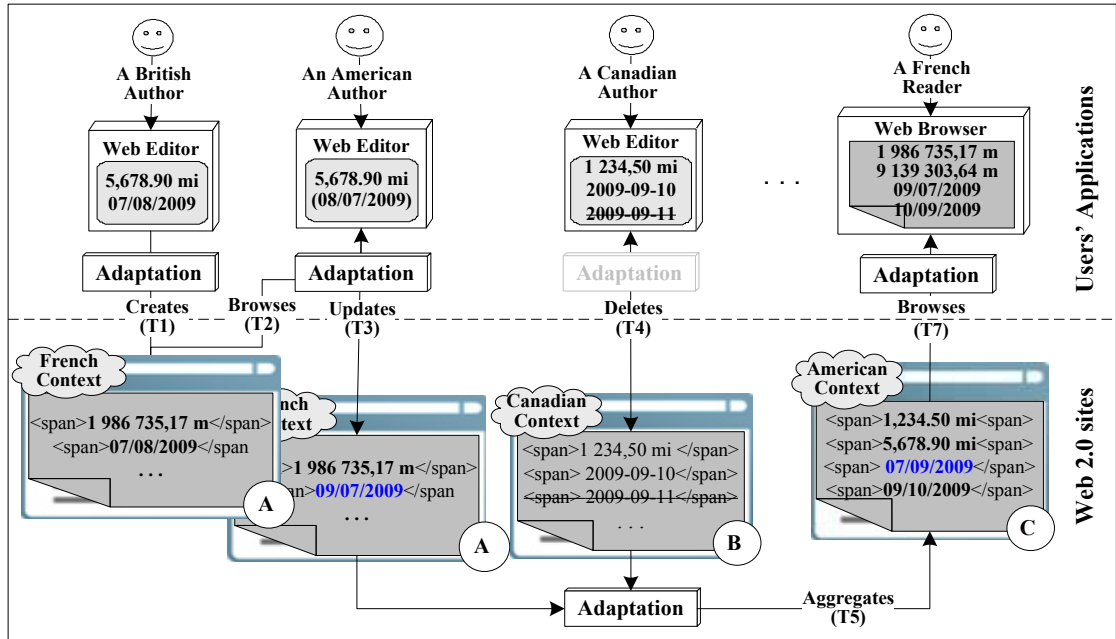 A British
Author
An American
Author
A Canadian
Author
A French
Reader
Web Editor
5,678.90 mi
07/08/2009
Web Editor
5,678.90 mi
(08/07/2009)
Web Editor
1 234,50 mi
2009-09-10
2009-09-11
. . .
Web Browser
1 986 735,17 m
9 139 303,64 m
09/07/2009
10/09/2009
Users' Applications
Adaptation
Adaptation
Adaptation
Adaptation
Creates
(T1)
Browses
(T2)
Updates
(T3)
Deletes
(T4)
Browses
(T7)
French
Context
<span>1 986 735,17 m</span>
<span>07/08/2009</span
. . .
A
nch
text
>1 986 735,17 m</span>
>09/07/2009</span
. . .
A
Canadian
Context
<span>1 234,50 mi </span>
<span> 2009-09-10</span>
<span> 2009-09-11</span>
. . .
B
American
Context
<span>1,234.50 mi<span>
<span>5,678.90 mi<span>
<span> 07/09/2009<span>
<span>09/10/2009<span>
C
Web 2.0 sites
Adaptation
Aggregates
(T5)